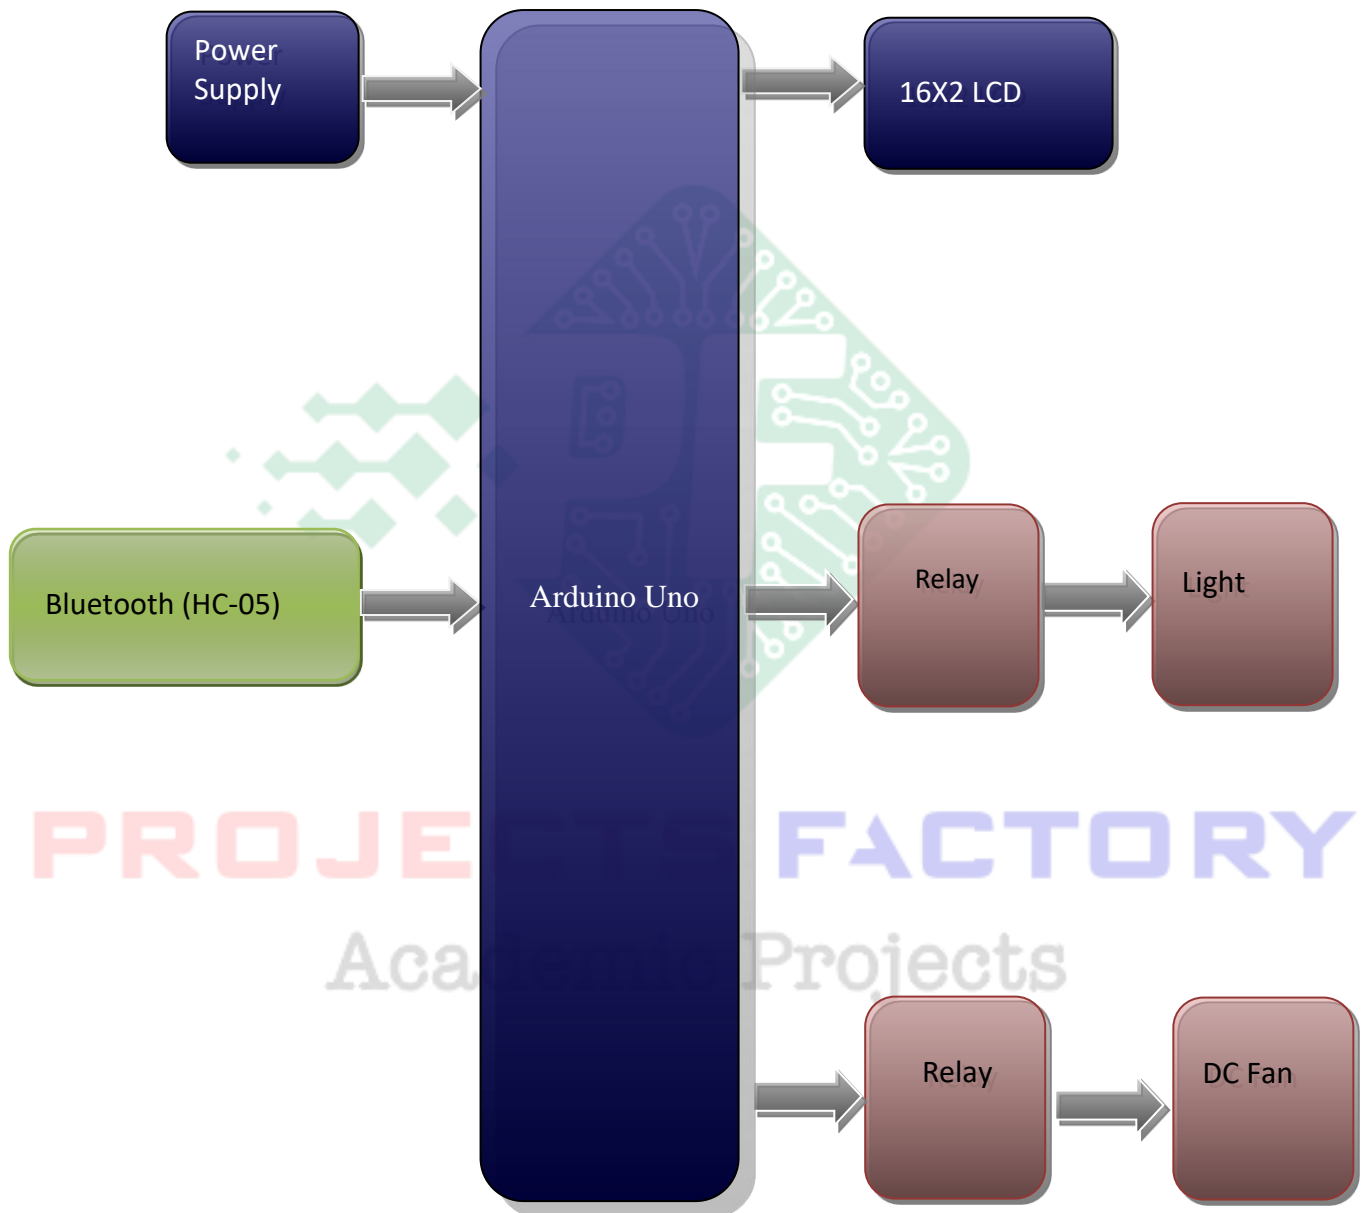 Power
Supply
16X2 LCD
Bluetooth (HC-05)
Arduino Uno
Relay
Light
PROJECTS FACTORY
Academic Projects
Relay
DC Fan